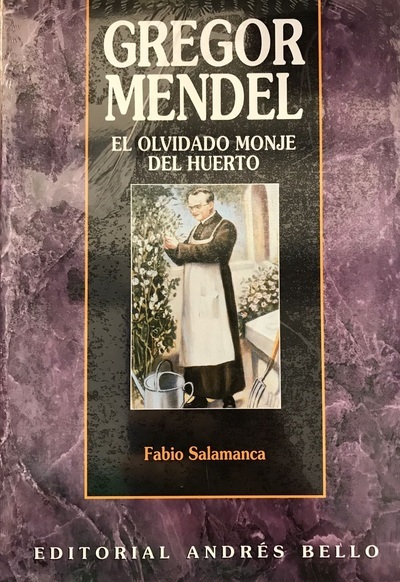 GREGOR
MENDEL
EL OLVIDADO MONJE
DEL HUERTO
Fabio Salamanca
EDITORIAL ANDRÉS BELLO